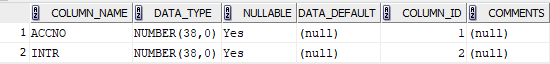 COLUMN_NAME DATA_TYPE NULLABLE DATA_DEFAULT COLUMN_ID COMMENTS
1 ACCNO NUMBER(38,0) Yes (null) 1 (null)
2 INTR NUMBER(38,0) Yes (null) 2 (null)